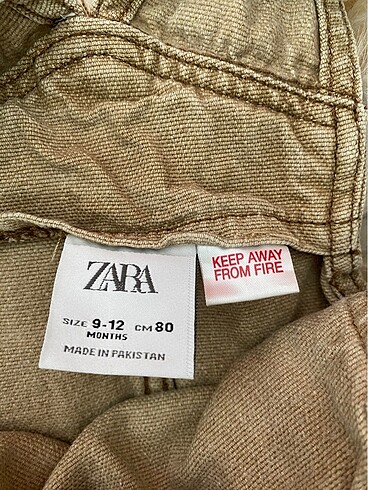 ZARA
SIZE 9-12 CM 80
MONTHS
MADE IN PAKISTAN
KEEP AWAY
FROM FIRE